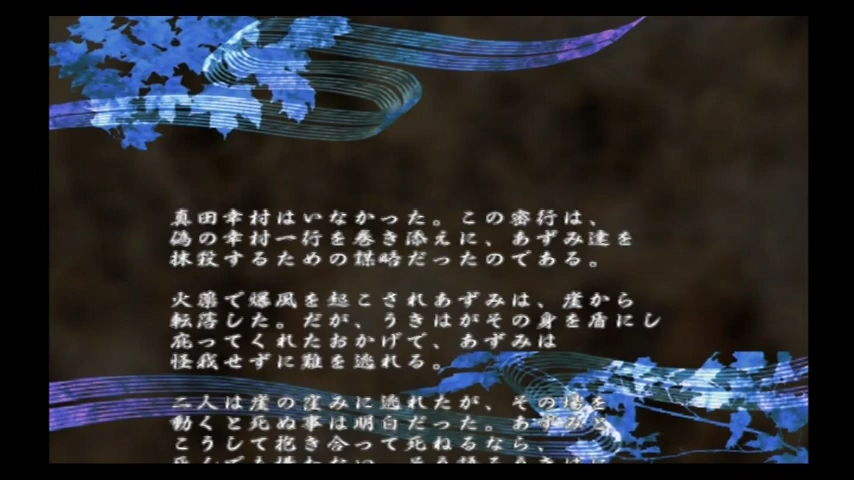 真田幸村はいなかった。この密行は、
偽の幸村一行を巻き添えに、あずみ達を
抹殺するための謀略だったのである。
火薬で爆風を起こされあずみは、崖から
転落した。だが、うきはがその身を盾にし
庇ってくれたおかげで、あずみは
怪我せずに難を逃れる。
二人は崖の窪みに逃れたが、その場を
動くと死ぬ事は明白だった。あずみと
こうして抱き合って死ねるなら、